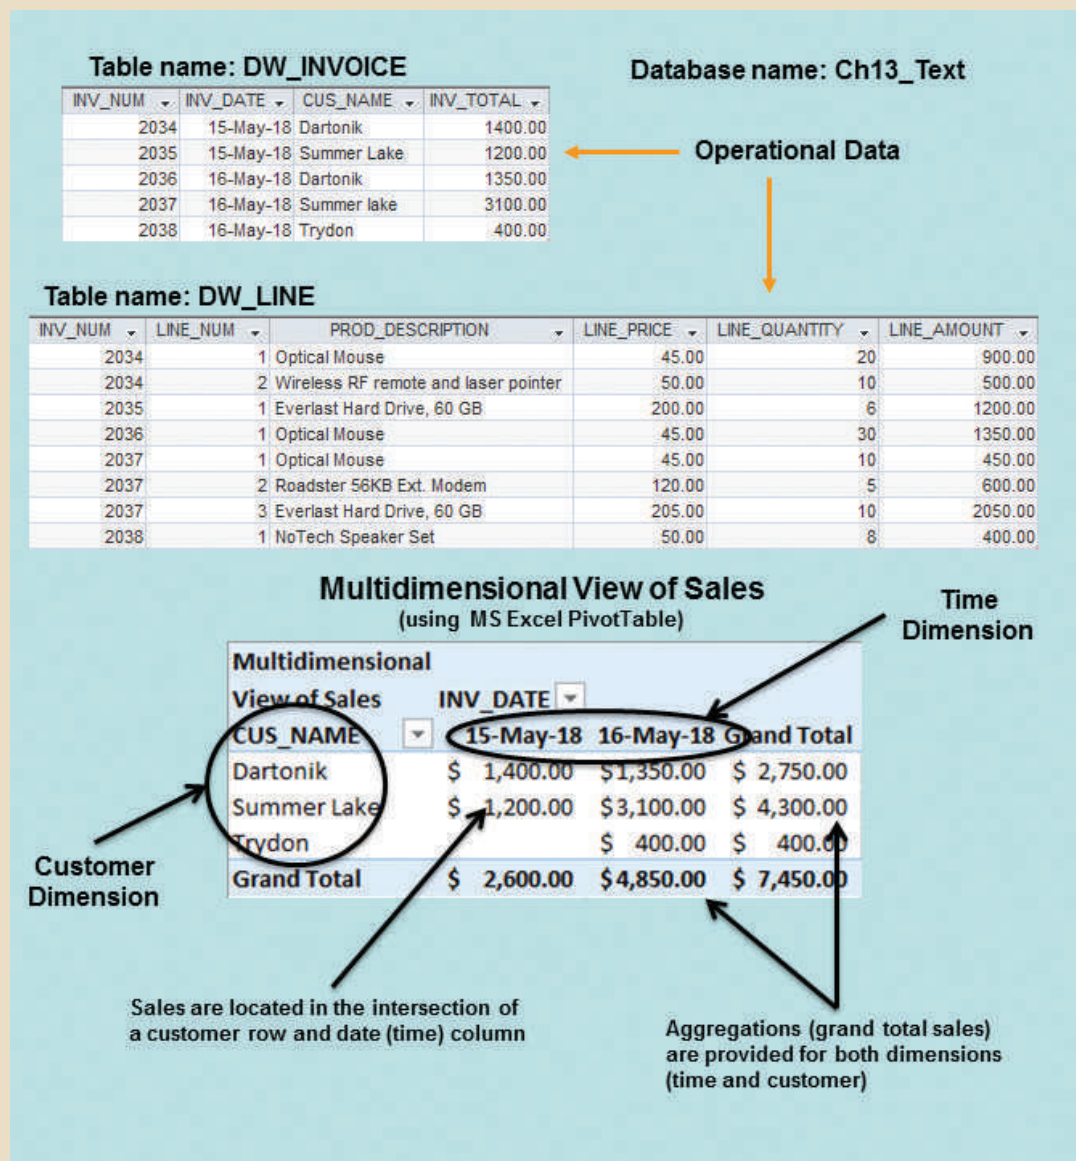 Table name: DW_INVOICE
Database name: Ch13_Text
INV_NUM INV_DATE CUS_NAME INV_TOTAL
2034 15-May-18 Dartonik 1400.00
2035 15-May-18 Summer Lake 1200.00
2036 16-May-18 Dartonik 1350.00
2037 16-May-18 Summer lake 3100.00
2038 16-May-18 Trydon 400.00
Operational Data
Table name: DW_LINE
INV_NUM LINE_NUM PROD_DESCRIPTION LINE_PRICE LINE_QUANTITY LINE_AMOUNT
2034 1 Optical Mouse 45.00 20 900.00
2034 2 Wireless RF remote and laser pointer 50.00 10 500.00
2035 1 Everlast Hard Drive, 60 GB 200.00 6 1200.00
2036 1 Optical Mouse 45.00 30 1350.00
2037 1 Optical Mouse 45.00 10 450.00
2037 2 Roadster 56KB Ext. Modem 120.00 5 600.00
2037 3 Everlast Hard Drive, 60 GB 205.00 10 2050.00
2038 1 NoTech Speaker Set 50.00 8 400.00
Multidimensional View of Sales
(using MS Excel PivotTable)
Time
Dimension
Multidimensional
View of Sales INV_DATE
CUS_NAME 15-May-18 16-May-18 Grand Total
Dartonik $ 1,400.00 $1,350.00 $ 2,750.00
Summer Lake $ 1,200.00 $3,100.00 $ 4,300.00
Trydon $ 400.00 $ 400.00
Grand Total $ 2,600.00 $4,850.00 $ 7,450.00
Customer
Dimension
Sales are located in the intersection of
a customer row and date (time) column
Aggregations (grand total sales)
are provided for both dimensions
(time and customer)